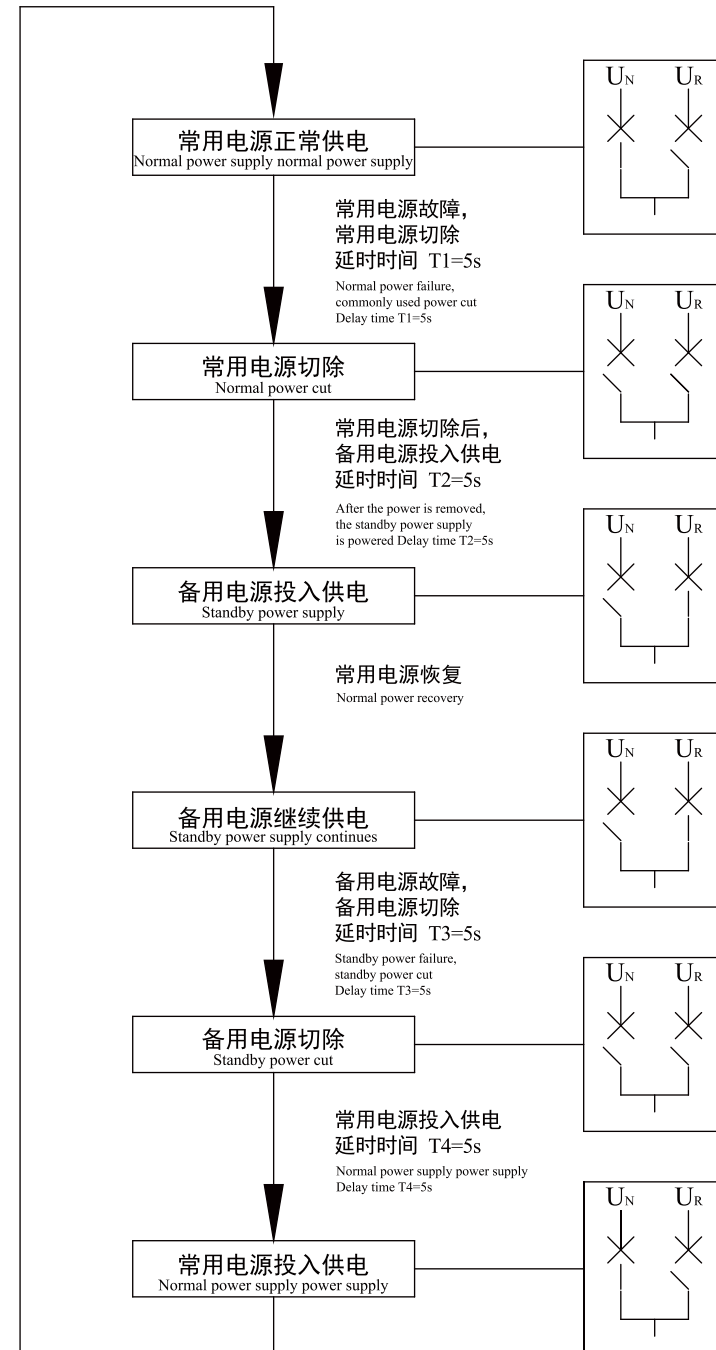 UN UR
常用电源正常供电
Normal power supply normal power supply
常用电源故障，
常用电源切除
延时时间 T1=5s
Normal power failure,
commonly used power cut
Delay time T1=5s
UN UR
常用电源切除
Normal power cut
常用电源切除后，
备用电源投入供电
延时时间 T2=5s
After the power is removed,
the standby power supply
is powered Delay time T2=5s
UN UR
备用电源投入供电
Standby power supply
常用电源恢复
Normal power recovery
UN UR
备用电源继续供电
Standby power supply continues
备用电源故障，
备用电源切除
延时时间 T3=5s
Standby power failure,
standby power cut
Delay time T3=5s
UN UR
备用电源切除
Standby power cut
常用电源投入供电
延时时间 T4=5s
Normal power supply power supply
Delay time T4=5s
UN UR
常用电源投入供电
Normal power supply power supply